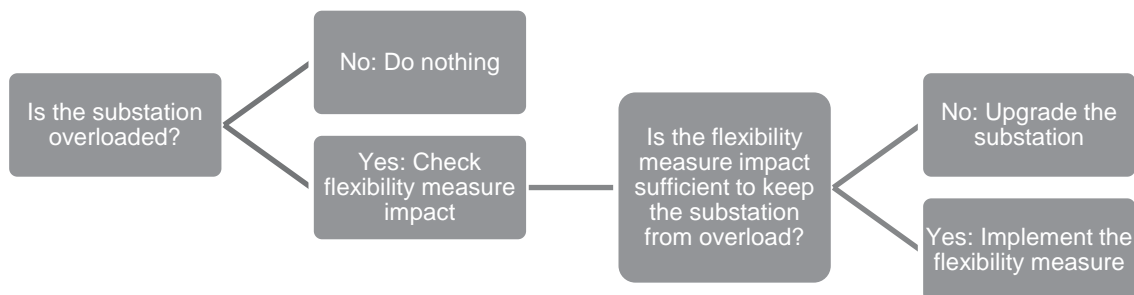 Is the substation
overloaded?
No: Do nothing
Yes: Check
flexibility measure
impact
Is the flexibility
measure impact
sufficient to keep
the substation
from overload?
No: Upgrade the
substation
Yes: Implement the
flexibility measure